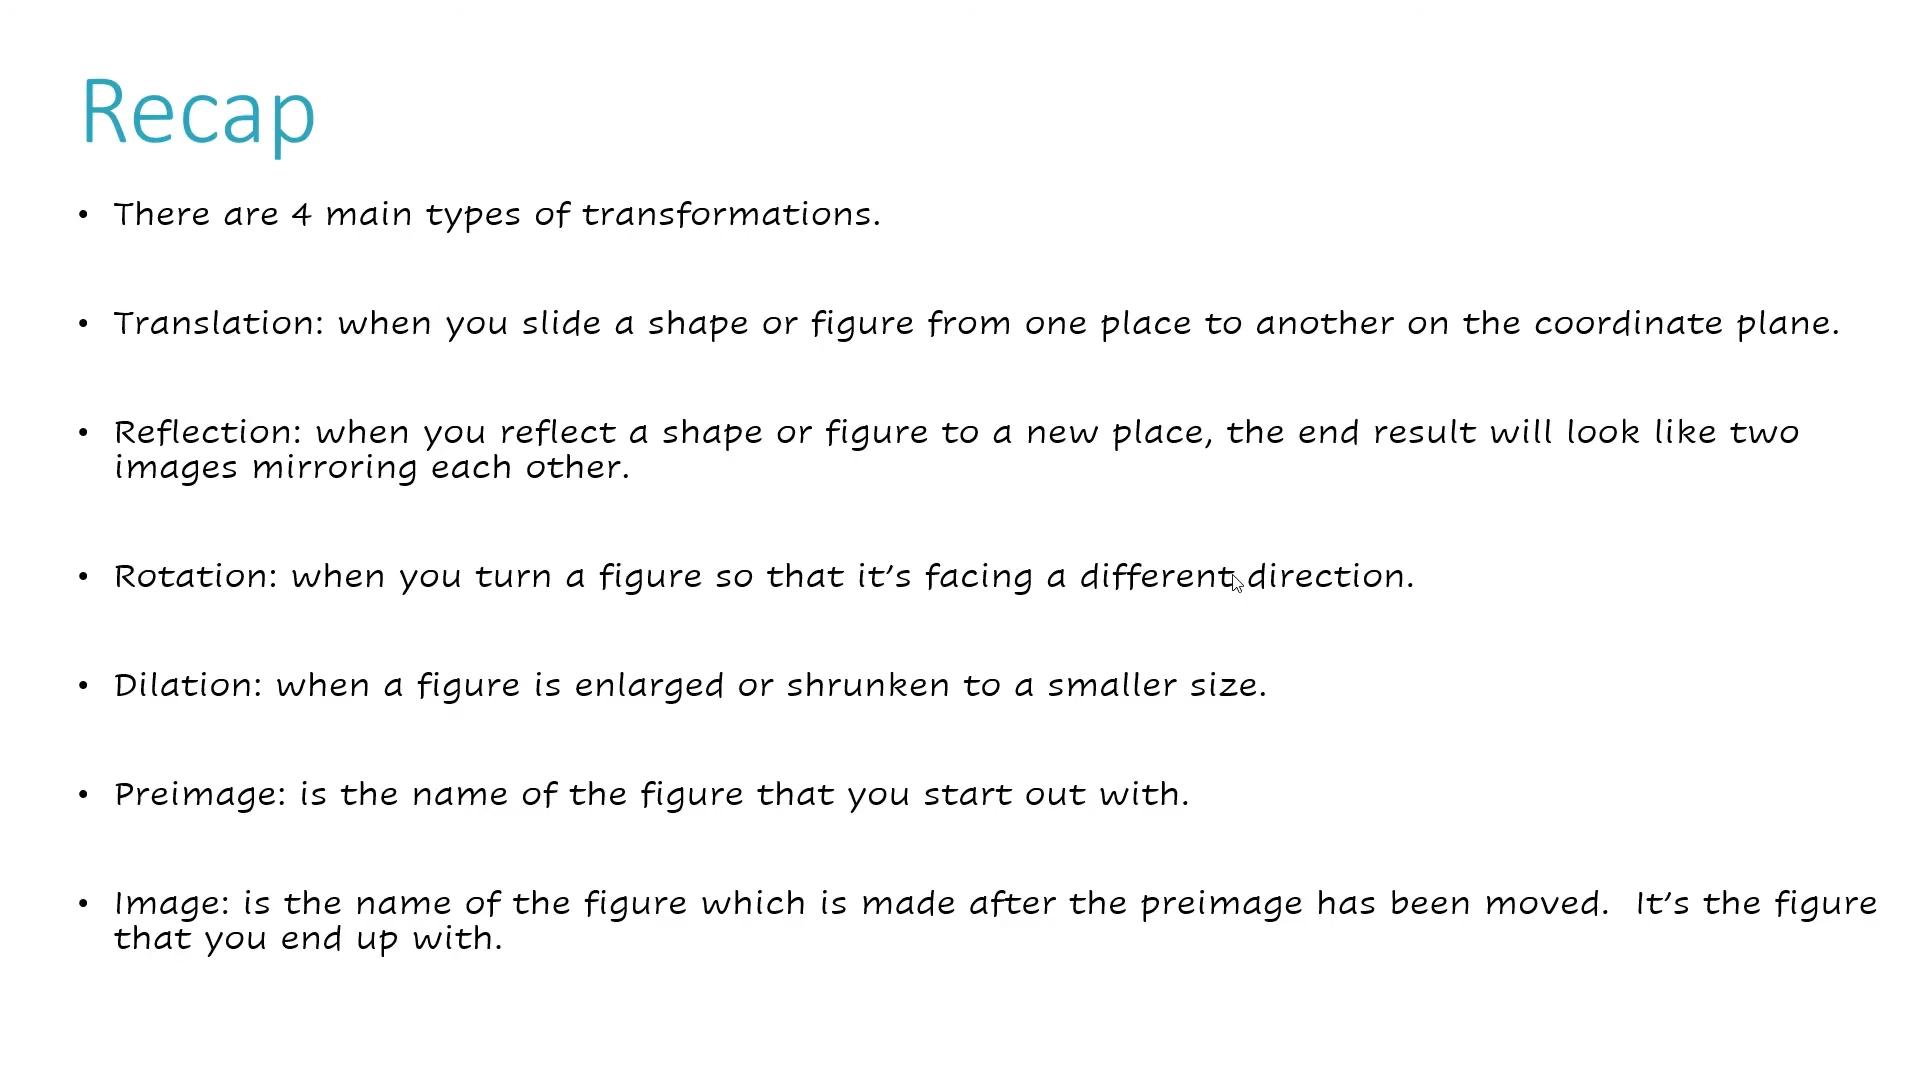 Recap
• There are 4 main types of transformations.
• Translation: when you slide a shape or figure from one place to another on the coordinate plane.
• Reflection: when you reflect a shape or figure to a new place, the end result will look like two
images mirroring each other.
• Rotation: when you turn a figure so that it’s facing a different direction.
• Dilation: when a figure is enlarged or shrunken to a smaller size.
• Preimage: is the name of the figure that you start out with.
• Image: is the name of the figure which is made after the preimage has been moved.  It’s the figure
that you end up with.